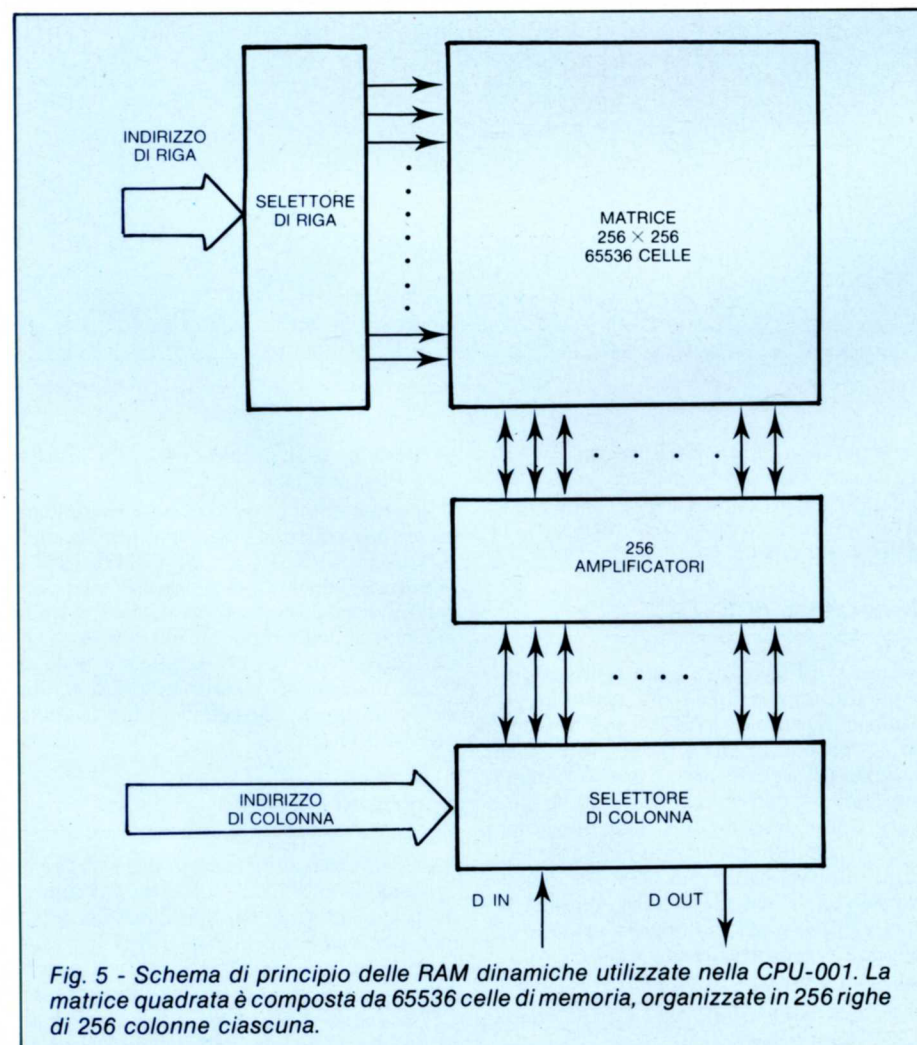 INDIRIZZO
DI RIGA
SELETTORE
DI RIGA
MATRICE
256 × 256
65536 CELLE
256
AMPLIFICATORI
INDIRIZZO
DI COLONNA
SELETTORE
DI COLONNA
D IN
D OUT
Fig. 5 - Schema di principio delle RAM dinamiche utilizzate nella CPU-001. La
matrice quadrata è composta da 65536 celle di memoria, organizzate in 256 righe
di 256 colonne ciascuna.